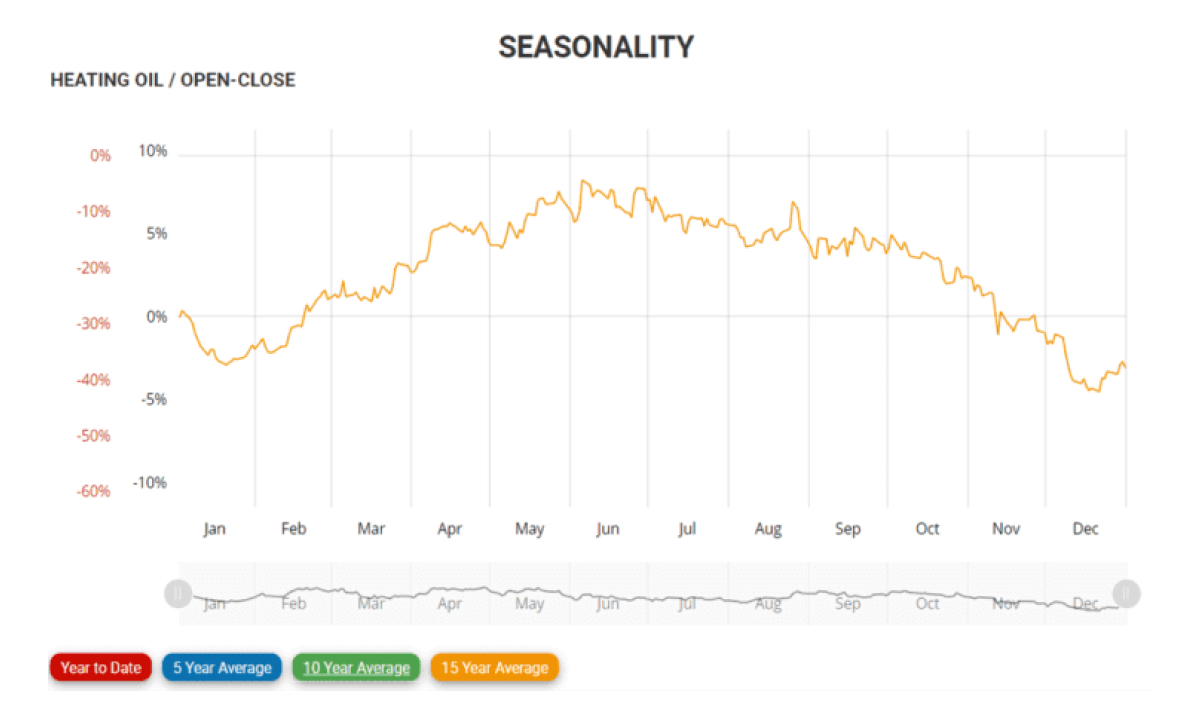 SEASONALITY
HEATING OIL / OPEN-CLOSE
0%
-10%
-20%
-30%
-40%
-50%
-60%
10%
5%
0%
-5%
-10%
Jan Feb Mar Apr May Jun Jul Aug Sep Oct Nov Dec
Jan Feb Mar Apr May Jun Jul Aug Sep Oct Nov Dec
Year to Date 5 Year Average 10 Year Average 15 Year Average